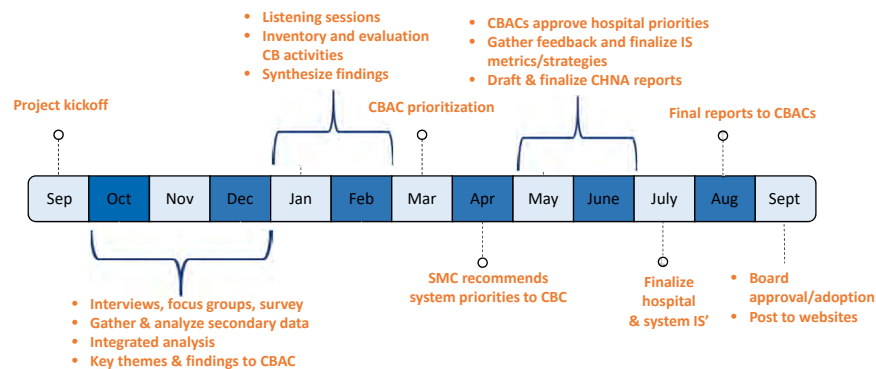 • Listening sessions
• Inventory and evaluation
CB activities
• Synthesize findings
• CBACs approve hospital priorities
• Gather feedback and finalize IS
metrics/strategies
• Draft & finalize CHNA reports
Project kickoff
CBAC prioritization
Final reports to CBACs
Sep
Oct
Nov
Dec
Jan
Feb
Mar
Apr
May
June
July
Aug
Sept
• Interviews, focus groups, survey
• Gather & analyze secondary data
• Integrated analysis
• Key themes & findings to CBAC
SMC recommends
system priorities to CBC
Finalize
hospital
& system IS’
• Board
approval/adoption
• Post to websites